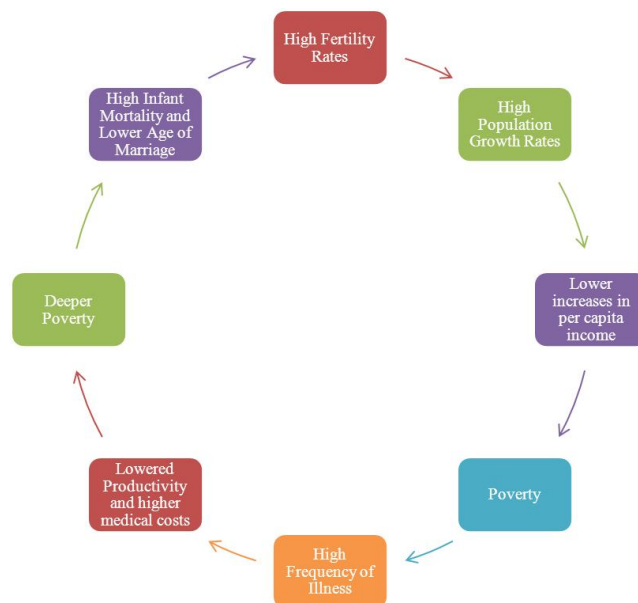 High Fertility
Rates
High
Population
Growth Rates
Lower
increases in
per capita
income
Poverty
High
Frequency of
Illness
Lowered
Productivity
and higher
medical costs
Deeper
Poverty
High Infant
Mortality and
Lower Age of
Marriage